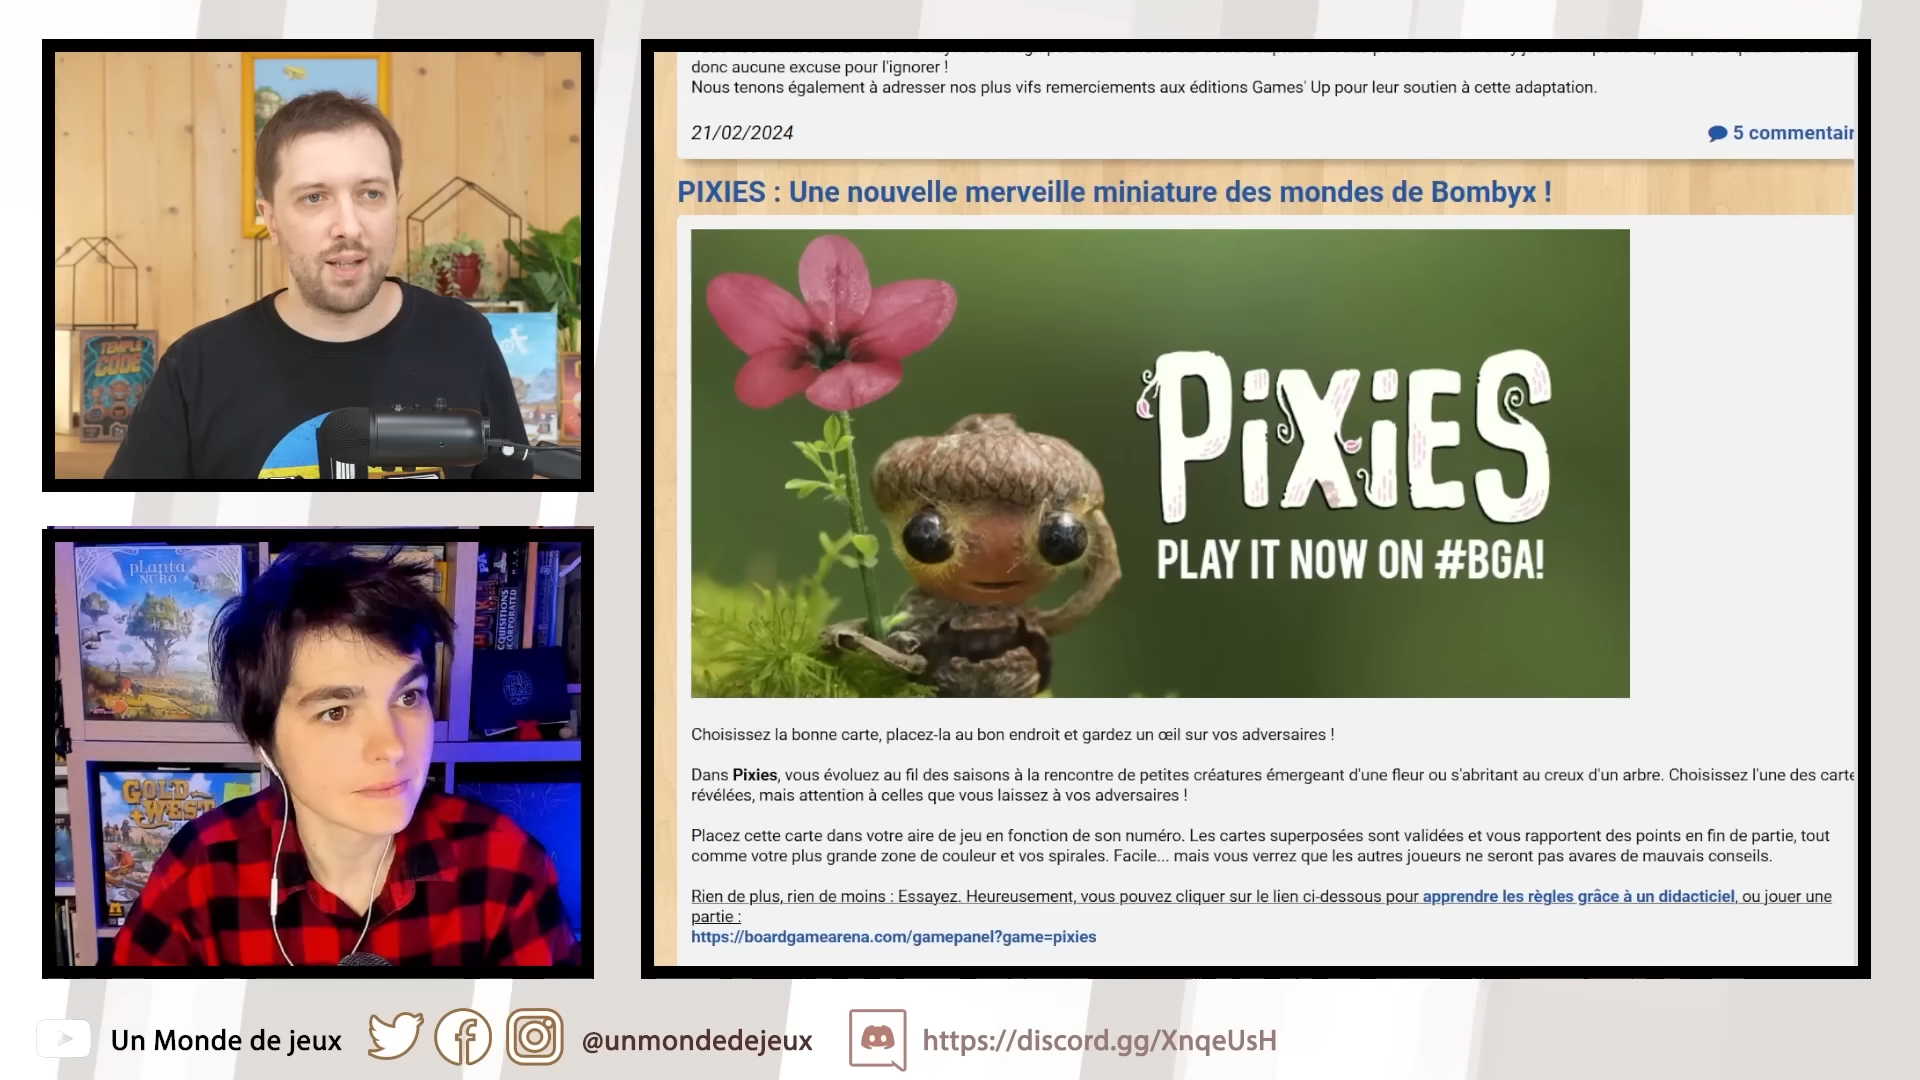 TEMPLE
CODE
pLanta
NUBO
ACQUISITIONS
INCORPORATED
GOLD
WEST
donc aucune excuse pour l'ignorer !
Nous tenons également à adresser nos plus vifs remerciements aux éditions Games' Up pour leur soutien à cette adaptation.
21/02/2024
5 commentair
PIXIES : Une nouvelle merveille miniature des mondes de Bombyx !
PiXiES
PLAY IT NOW ON #BGA!
Choisissez la bonne carte, placez-la au bon endroit et gardez un œil sur vos adversaires !
Dans Pixies, vous évoluez au fil des saisons à la rencontre de petites créatures émergeant d'une fleur ou s'abritant au creux d'un arbre. Choisissez l'une des carte
révélées, mais attention à celles que vous laissez à vos adversaires !
Placez cette carte dans votre aire de jeu en fonction de son numéro. Les cartes superposées sont validées et vous rapportent des points en fin de partie, tout
comme votre plus grande zone de couleur et vos spirales. Facile... mais vous verrez que les autres joueurs ne seront pas avares de mauvais conseils.
Rien de plus, rien de moins : Essayez. Heureusement, vous pouvez cliquer sur le lien ci-dessous pour apprendre les règles grâce à un didacticiel, ou jouer une
partie :
https://boardgamearena.com/gamepanel?game=pixies
Un Monde de jeux
@unmondedejeux
https://discord.gg/XnqeUsH